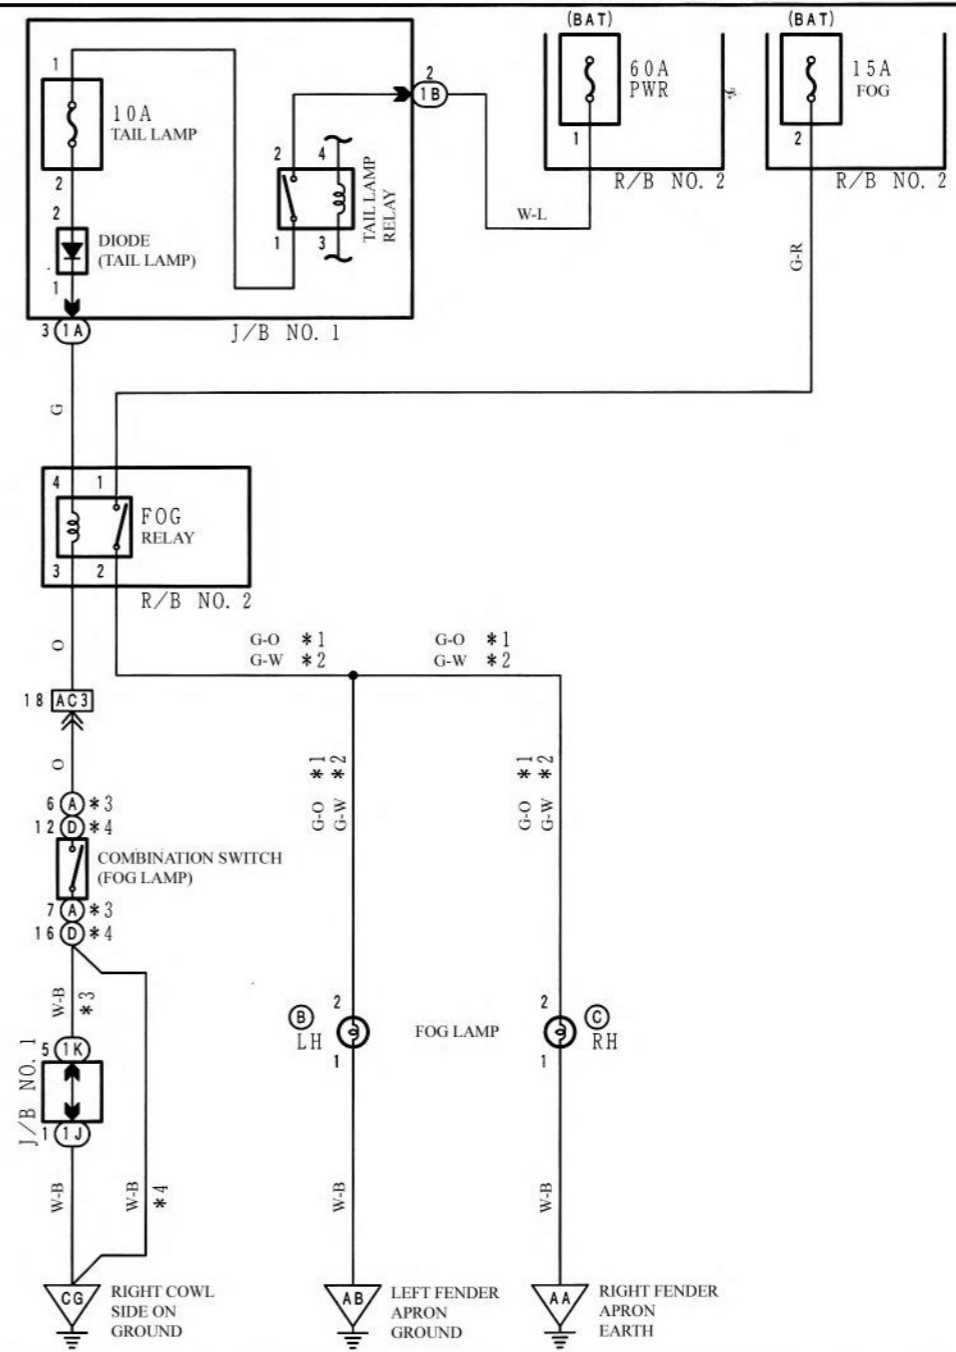 (BAT)
(BAT)
1
10A
TAIL LAMP
2
2
DIODE
(TAIL LAMP)
1
3 1A
2 4
1 3
TAIL LAMP
RELAY
2
1B
J/B NO. 1
60A
PWR
1
R/B NO. 2
W-L
15A
FOG
2
R/B NO. 2
G-R
G
4 1
FOG
RELAY
3 2
R/B NO. 2
O
18 AC3
O
6 A *3
12 D *4
COMBINATION SWITCH
(FOG LAMP)
7 A *3
16 D *4
W-B
*3
5 1K
J/B NO. 1
1 1J
W-B
W-B
*4
CG
RIGHT COWL
SIDE ON
GROUND
G-O *1
G-W *2
G-O *1
G-W *2
G-O *1
G-W *2
G-O *1
G-W *2
B
LH
2
1
FOG LAMP
2
1
C
RH
W-B
W-B
AB
LEFT FENDER
APRON
GROUND
AA
RIGHT FENDER
APRON
EARTH